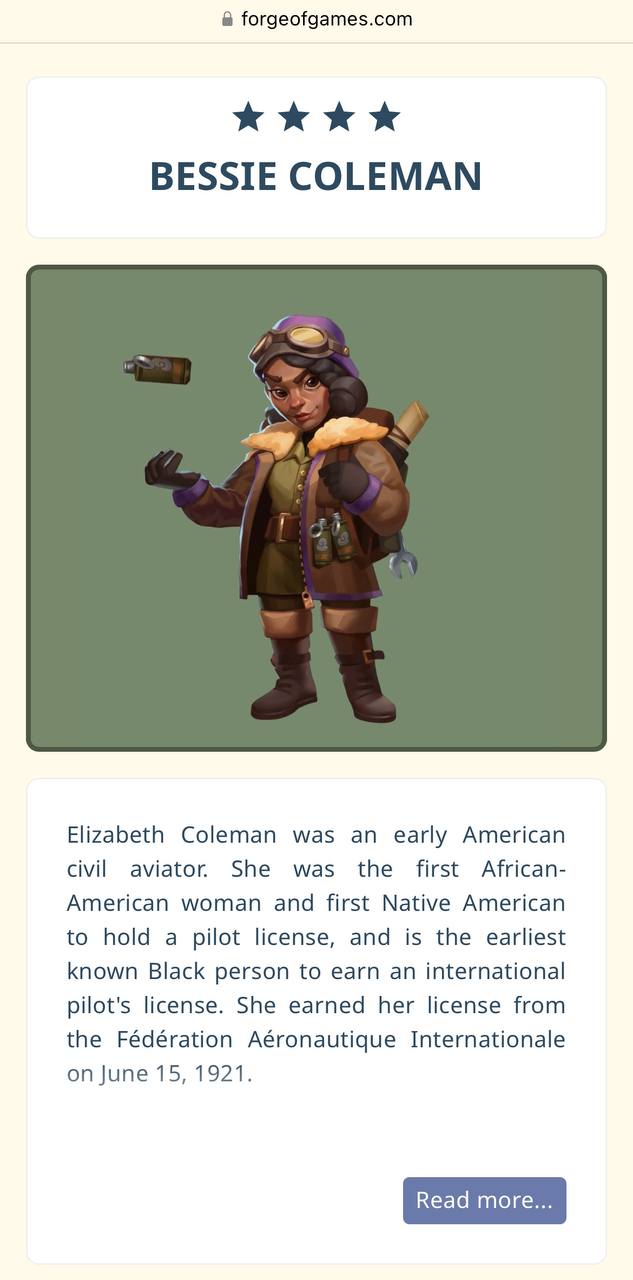 forgeofgames.com
BESSIE COLEMAN
Elizabeth Coleman was an early American
civil aviator. She was the first African-
American woman and first Native American
to hold a pilot license, and is the earliest
known Black person to earn an international
pilot's license. She earned her license from
the Fédération Aéronautique Internationale
on June 15, 1921.
Read more...